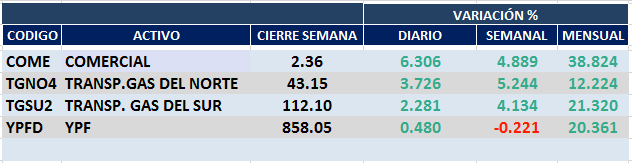 VARIACIÓN %
CODIGO ACTIVO CIERRE SEMANA DIARIO SEMANAL MENSUAL
COME COMERCIAL 2.36 6.306 4.889 38.824
TGNO4 TRANSP.GAS DEL NORTE 43.15 3.726 5.244 12.224
TGSU2 TRANSP. GAS DEL SUR 112.10 2.281 4.134 21.320
YPFD YPF 858.05 0.480 -0.221 20.361